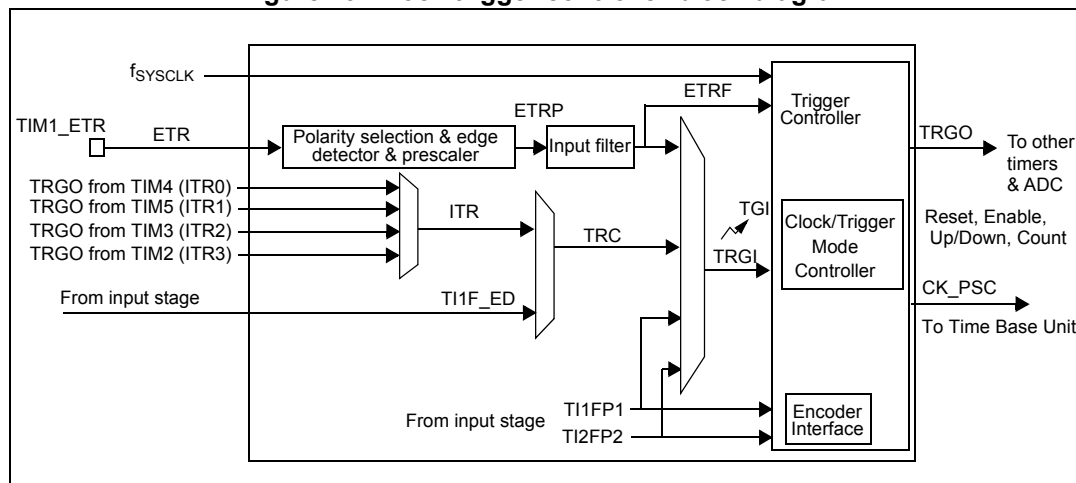 fSYSCLK
TIM1_ETR
ETR
Polarity selection & edge
detector & prescaler
ETRP
Input filter
ETRF
Trigger
Controller
TRGO
To other
timers
& ADC
TRGO from TIM4 (ITR0)
TRGO from TIM5 (ITR1)
TRGO from TIM3 (ITR2)
TRGO from TIM2 (ITR3)
ITR
TRC
TGI
TRGI
Clock/Trigger
Mode
Controller
Reset, Enable,
Up/Down, Count
From input stage
TI1F_ED
CK_PSC
To Time Base Unit
From input stage
TI1FP1
TI2FP2
Encoder
Interface